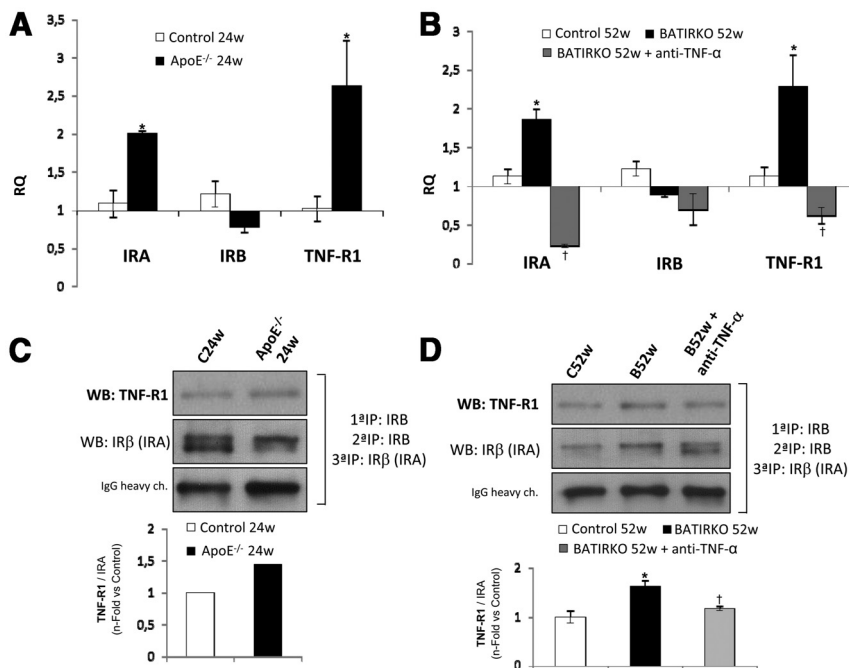 A
3,5
3
2,5
2
1,5
1
0,5
0
RQ
Control 24w
ApoE-/- 24w
*
*
IRA IRB TNF-R1
B
3
2,5
2
1,5
1
0,5
0
RQ
Control 52w BATIRKO 52w
BATIRKO 52w + anti-TNF-α
*
*
†
†
IRA IRB TNF-R1
C
C24w
ApoE-/-
24w
WB: TNF-R1
WB: IRβ (IRA)
IgG heavy ch.
1ªIP: IRB
2ªIP: IRB
3ªIP: IRβ (IRA)
Control 24w
ApoE-/- 24w
2
1,5
1
0,5
0
TNF-R1 / IRA
(n-Fold vs Control)
D
C52w
B52w
B52w +
anti-TNF-α
WB: TNF-R1
WB: IRβ (IRA)
IgG heavy ch.
1ªIP: IRB
2ªIP: IRB
3ªIP: IRβ (IRA)
Control 52w BATIRKO 52w
BATIRKO 52w + anti-TNF-α
2
1
0
TNF-R1 / IRA
(n-Fold vs Control)
*
†